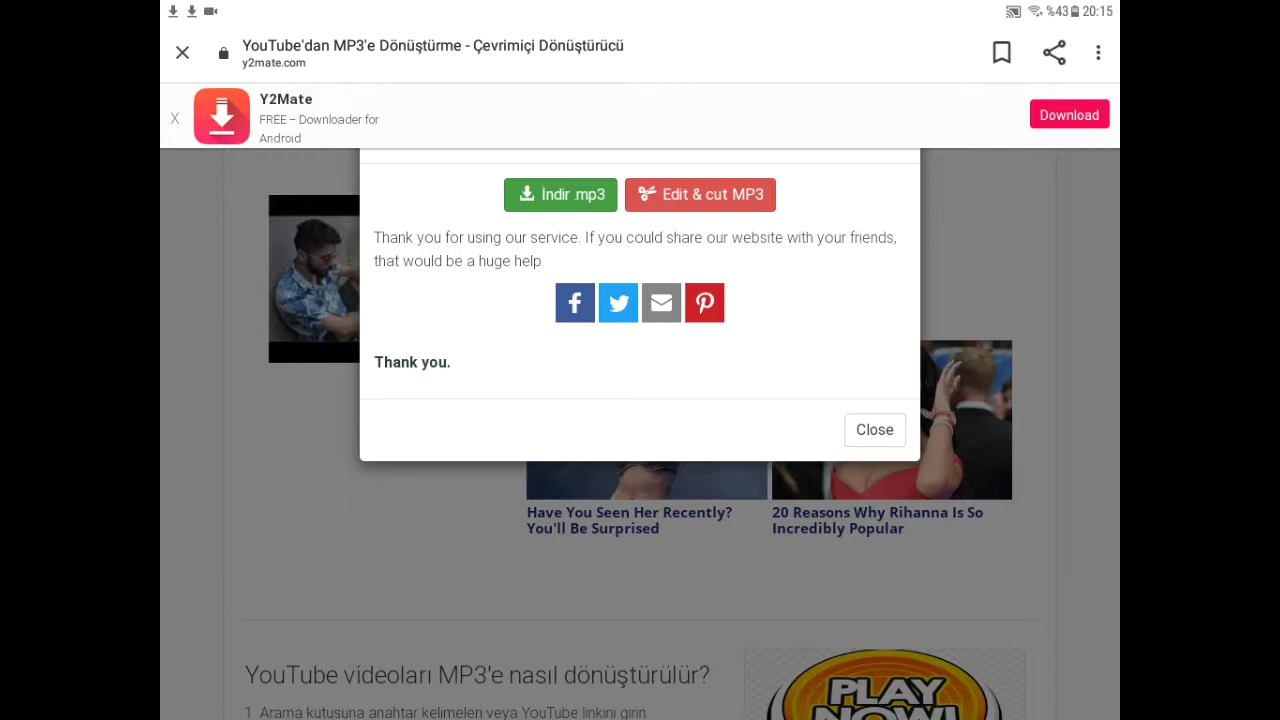 %43 20:15
YouTube'dan MP3'e Dönüştürme - Çevrimiçi Dönüştürücü
y2mate.com
X
Y2Mate
FREE – Downloader for
Android
Download
İndir .mp3
Edit & cut MP3
Thank you for using our service. If you could share our website with your friends,
that would be a huge help.
Thank you.
Close
Have You Seen Her Recently?
You'll Be Surprised
20 Reasons Why Rihanna Is So
Incredibly Popular
YouTube videoları MP3'e nasıl dönüştürülür?
PLAY
NOW!
1. Arama kutusuna anahtar kelimeleri veya YouTube linkini girin.